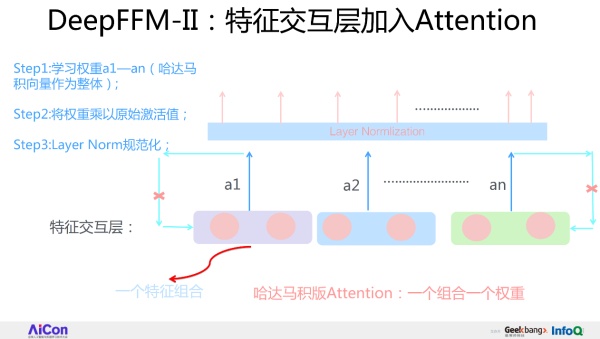 DeepFFM-II：特征交互层加入Attention
Step1:学习权重a1—an（哈达马
积向量作为整体）;
Step2:将权重乘以原始激活值；
Step3:Layer Norm规范化；
Layer Normlization
a1
a2
an
特征交互层：
一个特征组合
哈达马积版Attention：一个组合一个权重
AiCon
Geekbang
InfoQ